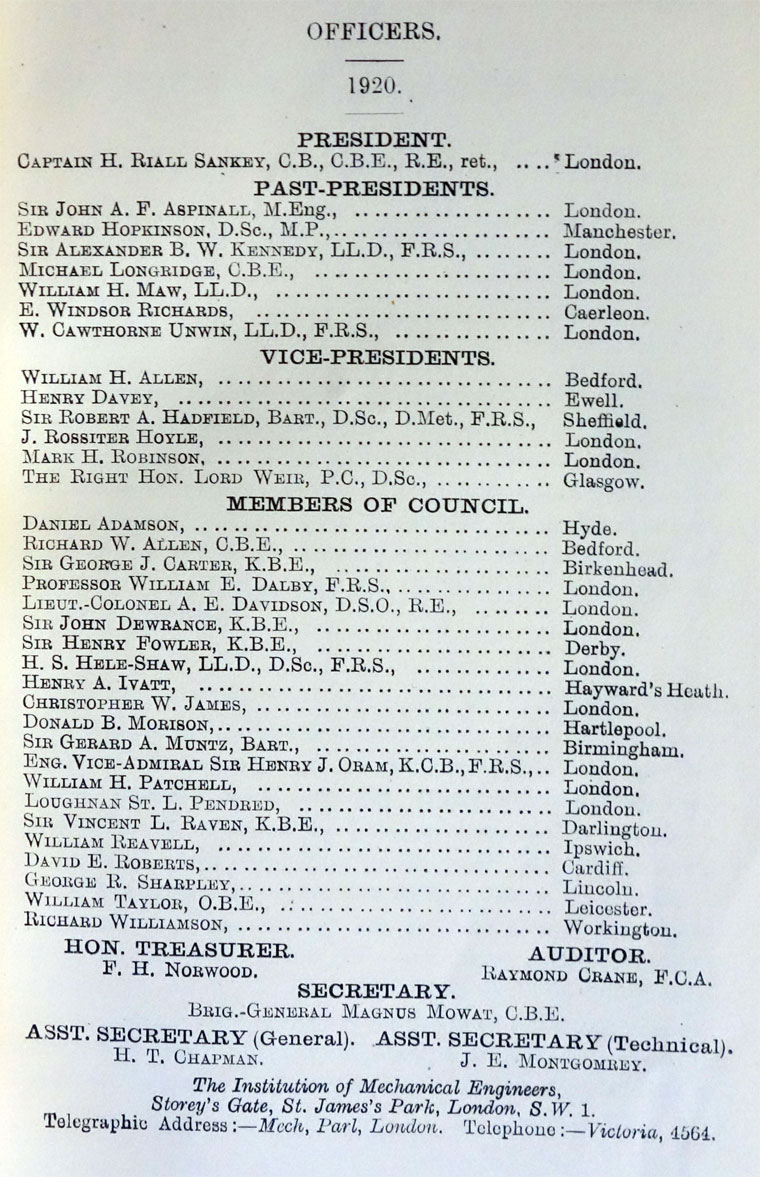 OFFICERS.
1920.
PRESIDENT.
CAPTAIN H. RIALL SANKEY, C.B., C.B.E., R.E., ret., .... London.
PAST-PRESIDENTS.
SIR JOHN A. F. ASPINALL, M.Eng., .................... London.
EDWARD HOPKINSON, D.Sc., M.P.,...................... Manchester.
SIR ALEXANDER B. W. KENNEDY, LL.D., F.R.S., ........ London.
MICHAEL LONGRIDGE, C.B.E., ........................ London.
WILLIAM H. MAW, LL.D., ............................ London.
E. WINDSOR RICHARDS, .............................. Caerleon.
W. CAWTHORNE UNWIN, LL.D., F.R.S., ................ London.
VICE-PRESIDENTS.
WILLIAM H. ALLEN, .................................. Bedford.
HENRY DAVEY, ...................................... Ewell.
SIR ROBERT A. HADFIELD, BART., D.Sc., D.Met., F.R.S., Sheffield.
J. ROSSITER HOYLE, .................................. London.
MARK H. ROBINSON, .................................. London.
THE RIGHT HON. LORD WEIR, P.C., D.Sc., ............ Glasgow.
MEMBERS OF COUNCIL.
DANIEL ADAMSON, .................................... Hyde.
RICHARD W. ALLEN, C.B.E., .......................... Bedford.
SIR GEORGE J. CARTER, K.B.E., ...................... Birkenhead.
PROFESSOR WILLIAM E. DALBY, F.R.S., ................ London.
LIEUT.-COLONEL A. E. DAVIDSON, D.S.O., R.E., ........ London.
SIR JOHN DEWRANCE, K.B.E., ........................ London.
SIR HENRY FOWLER, K.B.E., .......................... Derby.
H. S. HELE-SHAW, LL.D., D.Sc., F.R.S., .............. London.
HENRY A. IVATT, .................................... Hayward's Heath.
CHRISTOPHER W. JAMES, .............................. London.
DONALD B. MORISON,.................................. Hartlepool.
SIR GERARD A. MUNTZ, BART., ........................ Birmingham.
ENG. VICE-ADMIRAL SIR HENRY J. ORAM, K.C.B., F.R.S.,.. London.
WILLIAM H. PATCHELL, .............................. London.
LOUGHNAN ST. L. PENDRED, .......................... London.
SIR VINCENT L. RAVEN, K.B.E., ...................... Darlington.
WILLIAM REAVELL, .................................. Ipswich.
DAVID E. ROBERTS,.................................... Cardiff.
GEORGE R. SHARPLEY,................................ Lincoln.
WILLIAM TAYLOR, O.B.E., ............................ Leicester.
RICHARD WILLIAMSON, ................................ Workington.
HON. TREASURER. AUDITOR.
F. H. NORWOOD. RAYMOND CRANE, F.C.A.
SECRETARY.
BRIG.-GENERAL MAGNUS MOWAT, C.B.E.
ASST. SECRETARY (General). ASST. SECRETARY (Technical).
H. T. CHAPMAN. J. E. MONTGOMREY.
The Institution of Mechanical Engineers,
Storey's Gate, St. James's Park, London, S.W. 1.
Telegraphic Address:—Mech, Parl, London. Telephone:—Victoria, 4564.